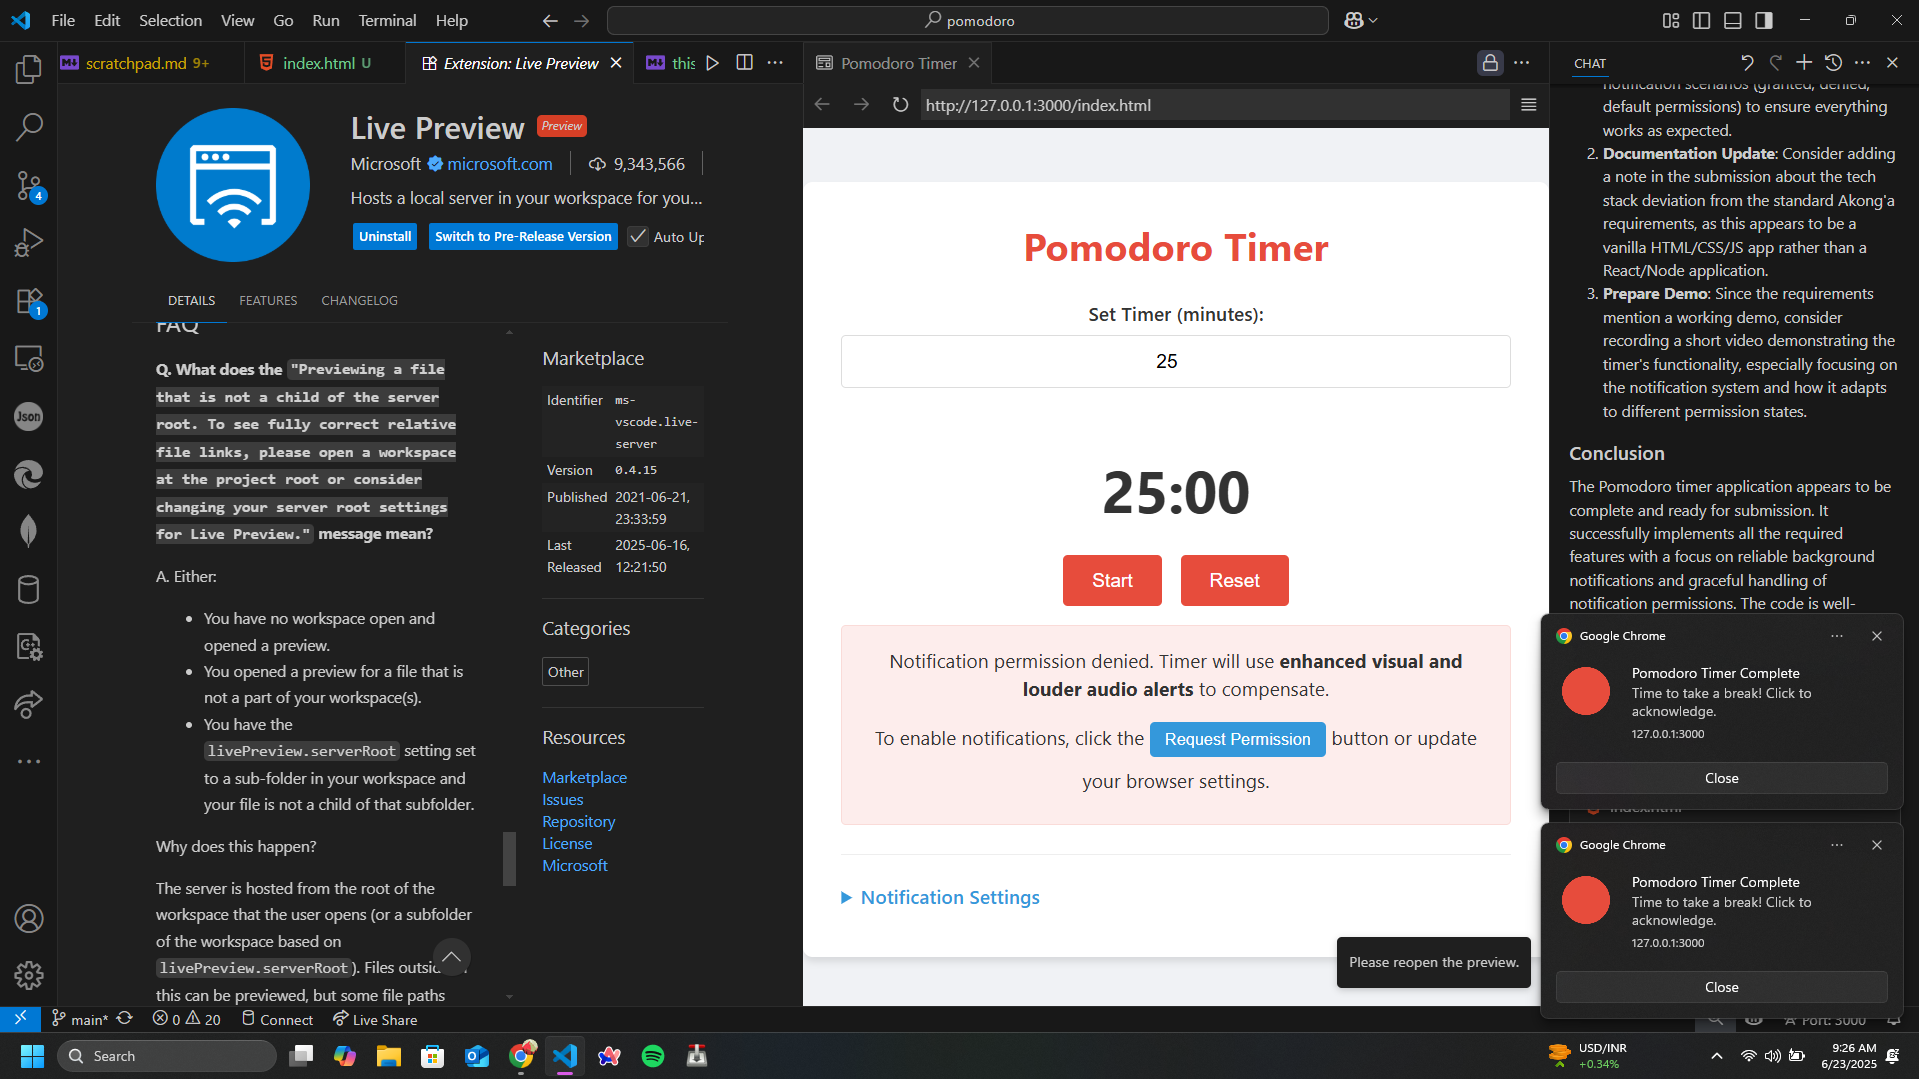 File Edit Selection View Go Run Terminal Help
pomodoro
scratchpad.md 9+
index.html U
Extension: Live Preview
this
Pomodoro Timer
http://127.0.0.1:3000/index.html
4
1
Json
Live Preview Preview
Microsoft microsoft.com 9,343,566
Hosts a local server in your workspace for you...
Uninstall Switch to Pre-Release Version Auto Up
DETAILS FEATURES CHANGELOG
FAQ
Q. What does the "Previewing a file
that is not a child of the server
root. To see fully correct relative
file links, please open a workspace
at the project root or consider
changing your server root settings
for Live Preview." message mean?
A. Either:
• You have no workspace open and
opened a preview.
• You opened a preview for a file that is
not a part of your workspace(s).
• You have the
livePreview.serverRoot setting set
to a sub-folder in your workspace and
your file is not a child of that subfolder.
Why does this happen?
The server is hosted from the root of the
workspace that the user opens (or a subfolder
of the workspace based on
livePreview.serverRoot). Files outside
this can be previewed, but some file paths
Marketplace
Identifier ms-
vscode.live-
server
Version 0.4.15
Published 2021-06-21,
23:33:59
Last 2025-06-16,
Released 12:21:50
Categories
Other
Resources
Marketplace
Issues
Repository
License
Microsoft
Pomodoro Timer
Set Timer (minutes):
25
25:00
Start Reset
Notification permission denied. Timer will use enhanced visual and
louder audio alerts to compensate.
To enable notifications, click the Request Permission button or update
your browser settings.
Notification Settings
Please reopen the preview.
CHAT
notification scenarios (granted, denied,
default permissions) to ensure everything
works as expected.
2. Documentation Update: Consider adding
a note in the submission about the tech
stack deviation from the standard Akong'a
requirements, as this appears to be a
vanilla HTML/CSS/JS app rather than a
React/Node application.
3. Prepare Demo: Since the requirements
mention a working demo, consider
recording a short video demonstrating the
timer's functionality, especially focusing on
the notification system and how it adapts
to different permission states.
Conclusion
The Pomodoro timer application appears to be
complete and ready for submission. It
successfully implements all the required
features with a focus on reliable background
notifications and graceful handling of
notification permissions. The code is well-
Google Chrome
Pomodoro Timer Complete
Time to take a break! Click to
acknowledge.
127.0.0.1:3000
Close
index.html
Google Chrome
Pomodoro Timer Complete
Time to take a break! Click to
acknowledge.
127.0.0.1:3000
Close
main* 0 20 Connect Live Share
Port: 3000
Search
USD/INR
+0.34%
9:26 AM
6/23/2025